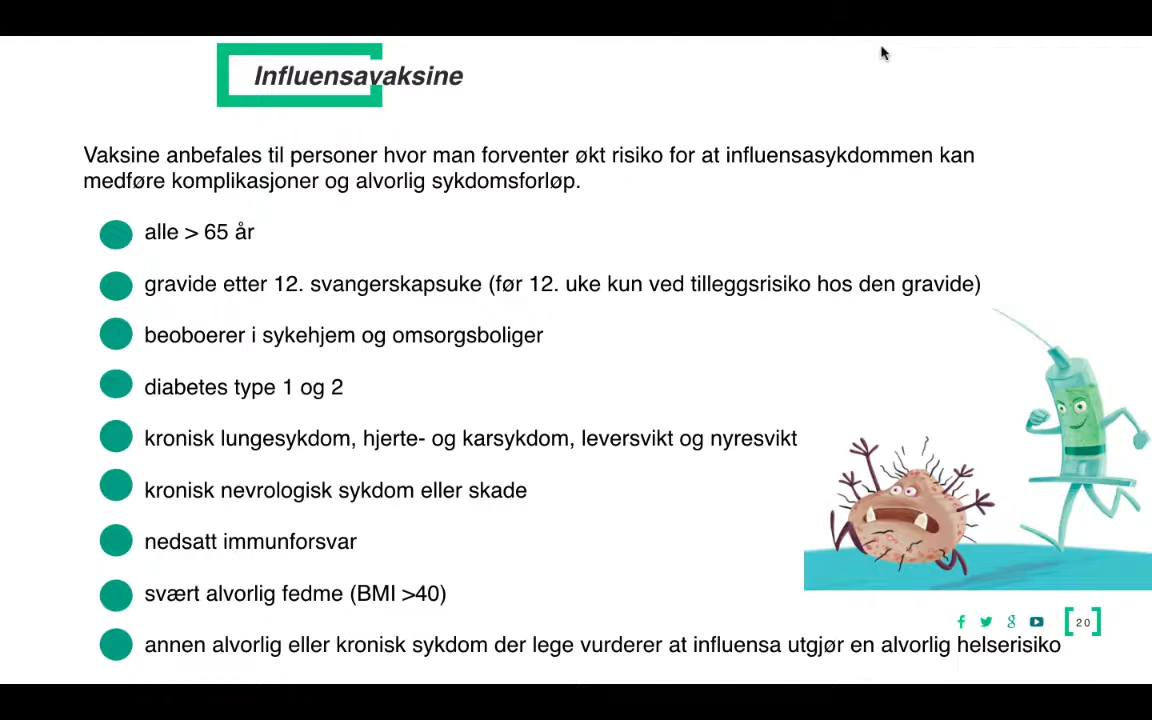 Influensavaksine
Vaksine anbefales til personer hvor man forventer økt risiko for at influensasykdommen kan
medføre komplikasjoner og alvorlig sykdomsforløp.
alle > 65 år
gravide etter 12. svangerskapsuke (før 12. uke kun ved tilleggsrisiko hos den gravide)
beoboerer i sykehjem og omsorgsboliger
diabetes type 1 og 2
kronisk lungesykdom, hjerte- og karsykdom, leversvikt og nyresvikt
kronisk nevrologisk sykdom eller skade
nedsatt immunforsvar
svært alvorlig fedme (BMI >40)
20
annen alvorlig eller kronisk sykdom der lege vurderer at influensa utgjør en alvorlig helserisiko